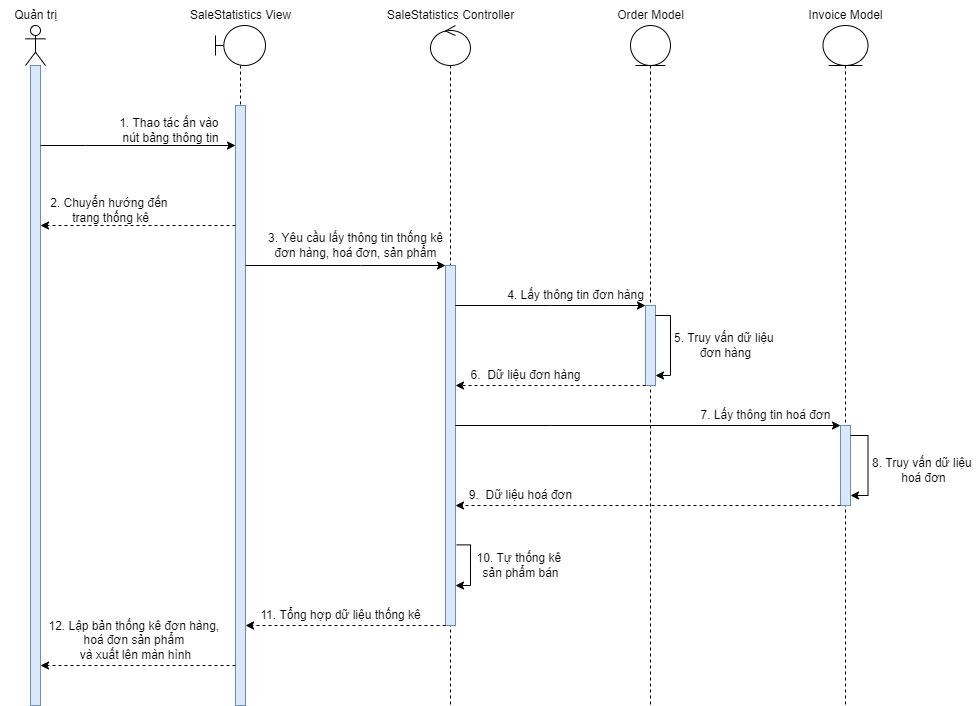 Quản trị
SaleStatistics View
SaleStatistics Controller
Order Model
Invoice Model
1. Thao tác ấn vào
nút bảng thông tin
2. Chuyển hướng đến
trang thống kê
3. Yêu cầu lấy thông tin thống kê
đơn hàng, hoá đơn, sản phẩm
4. Lấy thông tin đơn hàng
5. Truy vấn dữ liệu
đơn hàng
6. Dữ liệu đơn hàng
7. Lấy thông tin hoá đơn
8. Truy vấn dữ liệu
hoá đơn
9. Dữ liệu hoá đơn
10. Tự thống kê
sản phẩm bán
11. Tổng hợp dữ liệu thống kê
12. Lập bản thống kê đơn hàng,
hoá đơn sản phẩm
và xuất lên màn hình